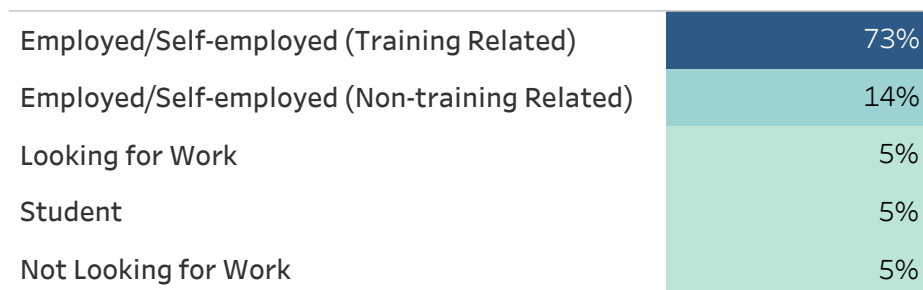 Employed/Self-employed (Training Related) 73%
Employed/Self-employed (Non-training Related) 14%
Looking for Work 5%
Student 5%
Not Looking for Work 5%